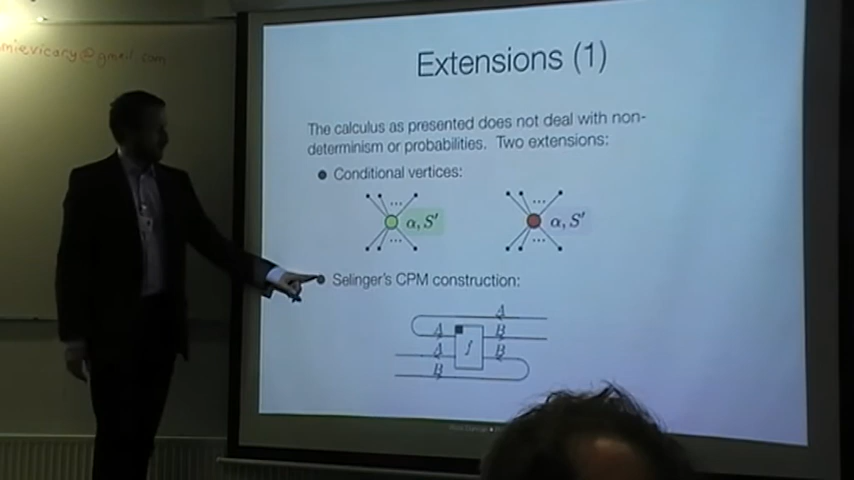 mievicary@gmail.com
Extensions (1)
The calculus as presented does not deal with non-
determinism or probabilities. Two extensions:
Conditional vertices:
... ...
α, S′ α, S′
... ...
Selinger's CPM construction:
A
A B
f
A B
B